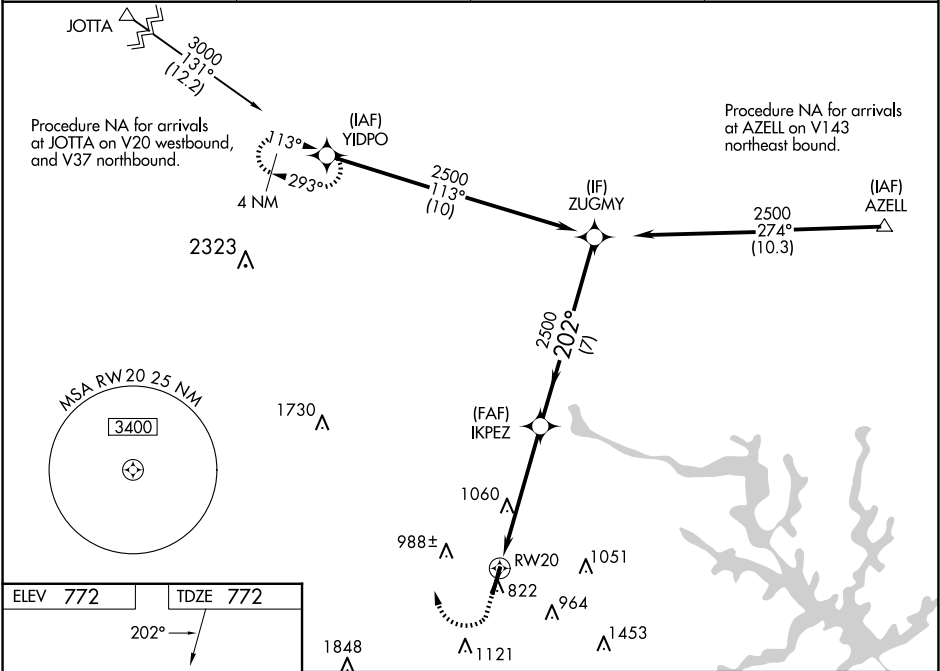 JOTTA
3000
131°
(12.2)
Procedure NA for arrivals
at JOTTA on V20 westbound,
and V37 northbound.
(IAF)
YIDPO
113°
293°
4 NM
2500
113°
(10)
(IF)
ZUGMY
Procedure NA for arrivals
at AZELL on V143
northeast bound.
(IAF)
AZELL
2500
274°
(10.3)
2323
2500
202°
(7)
MSA RW20 25 NM
3400
1730
(FAF)
IKPEZ
1060
988±
RW20
1051
822
964
1453
1121
1848
ELEV 772
TDZE 772
202°